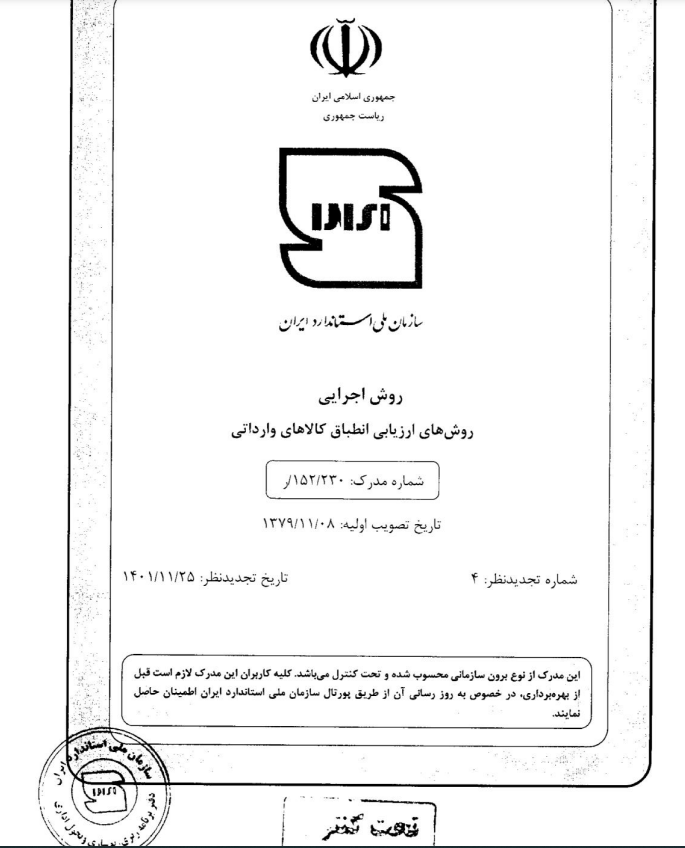 جمهوری اسلامی ایران
ریاست جمهوری
سازمان ملی استاندارد ایران
روش اجرایی
روش‌های ارزیابی انطباق کالاهای وارداتی
شماره مدرک: ۱۵۲/۲۳۰/ر
تاریخ تصویب اولیه: ۱۳۷۹/۱۱/۰۸
شماره تجدیدنظر: ۴
تاریخ تجدیدنظر: ۱۴۰۱/۱۱/۲۵
این مدرک از نوع برون سازمانی محسوب شده و تحت کنترل می‌باشد. کلیه کاربران این مدرک لازم است قبل
از بهره‌برداری، در خصوص به روز رسانی آن از طریق پورتال سازمان ملی استاندارد ایران اطمینان حاصل
نمایند.
سازمان ملی استاندارد ایران